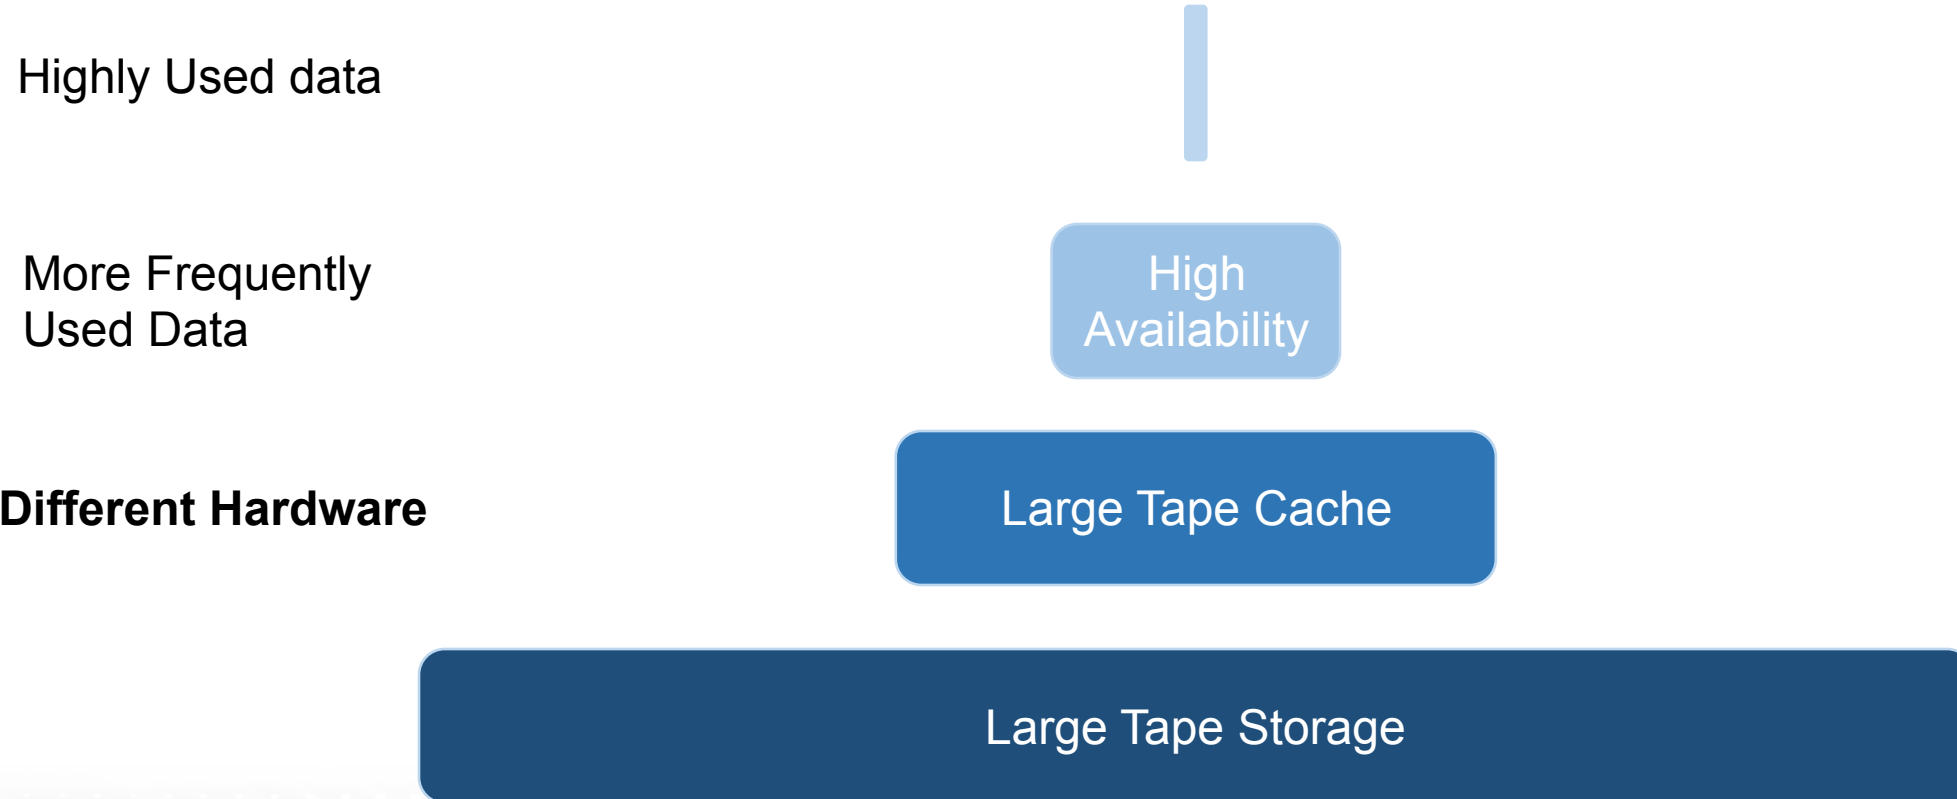 Highly Used data
More Frequently
Used Data
High
Availability
Different Hardware
Large Tape Cache
Large Tape Storage